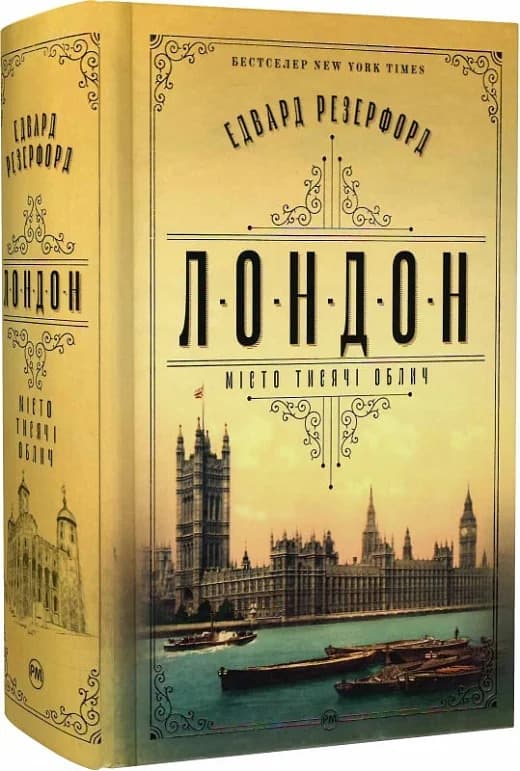 БЕСТСЕЛЕР NEW YORK TIMES
ЕДВАРД РЕЗЕРФОРД
Л·О·Н·Д·О·Н
МІСТО ТИСЯЧІ ОБЛИЧ
РМ
ЕДВАРД
РЕЗЕРФОРД
Л·О·Н·Д·О·Н
МІСТО
ТИСЯЧІ
ОБЛИЧ
РМ